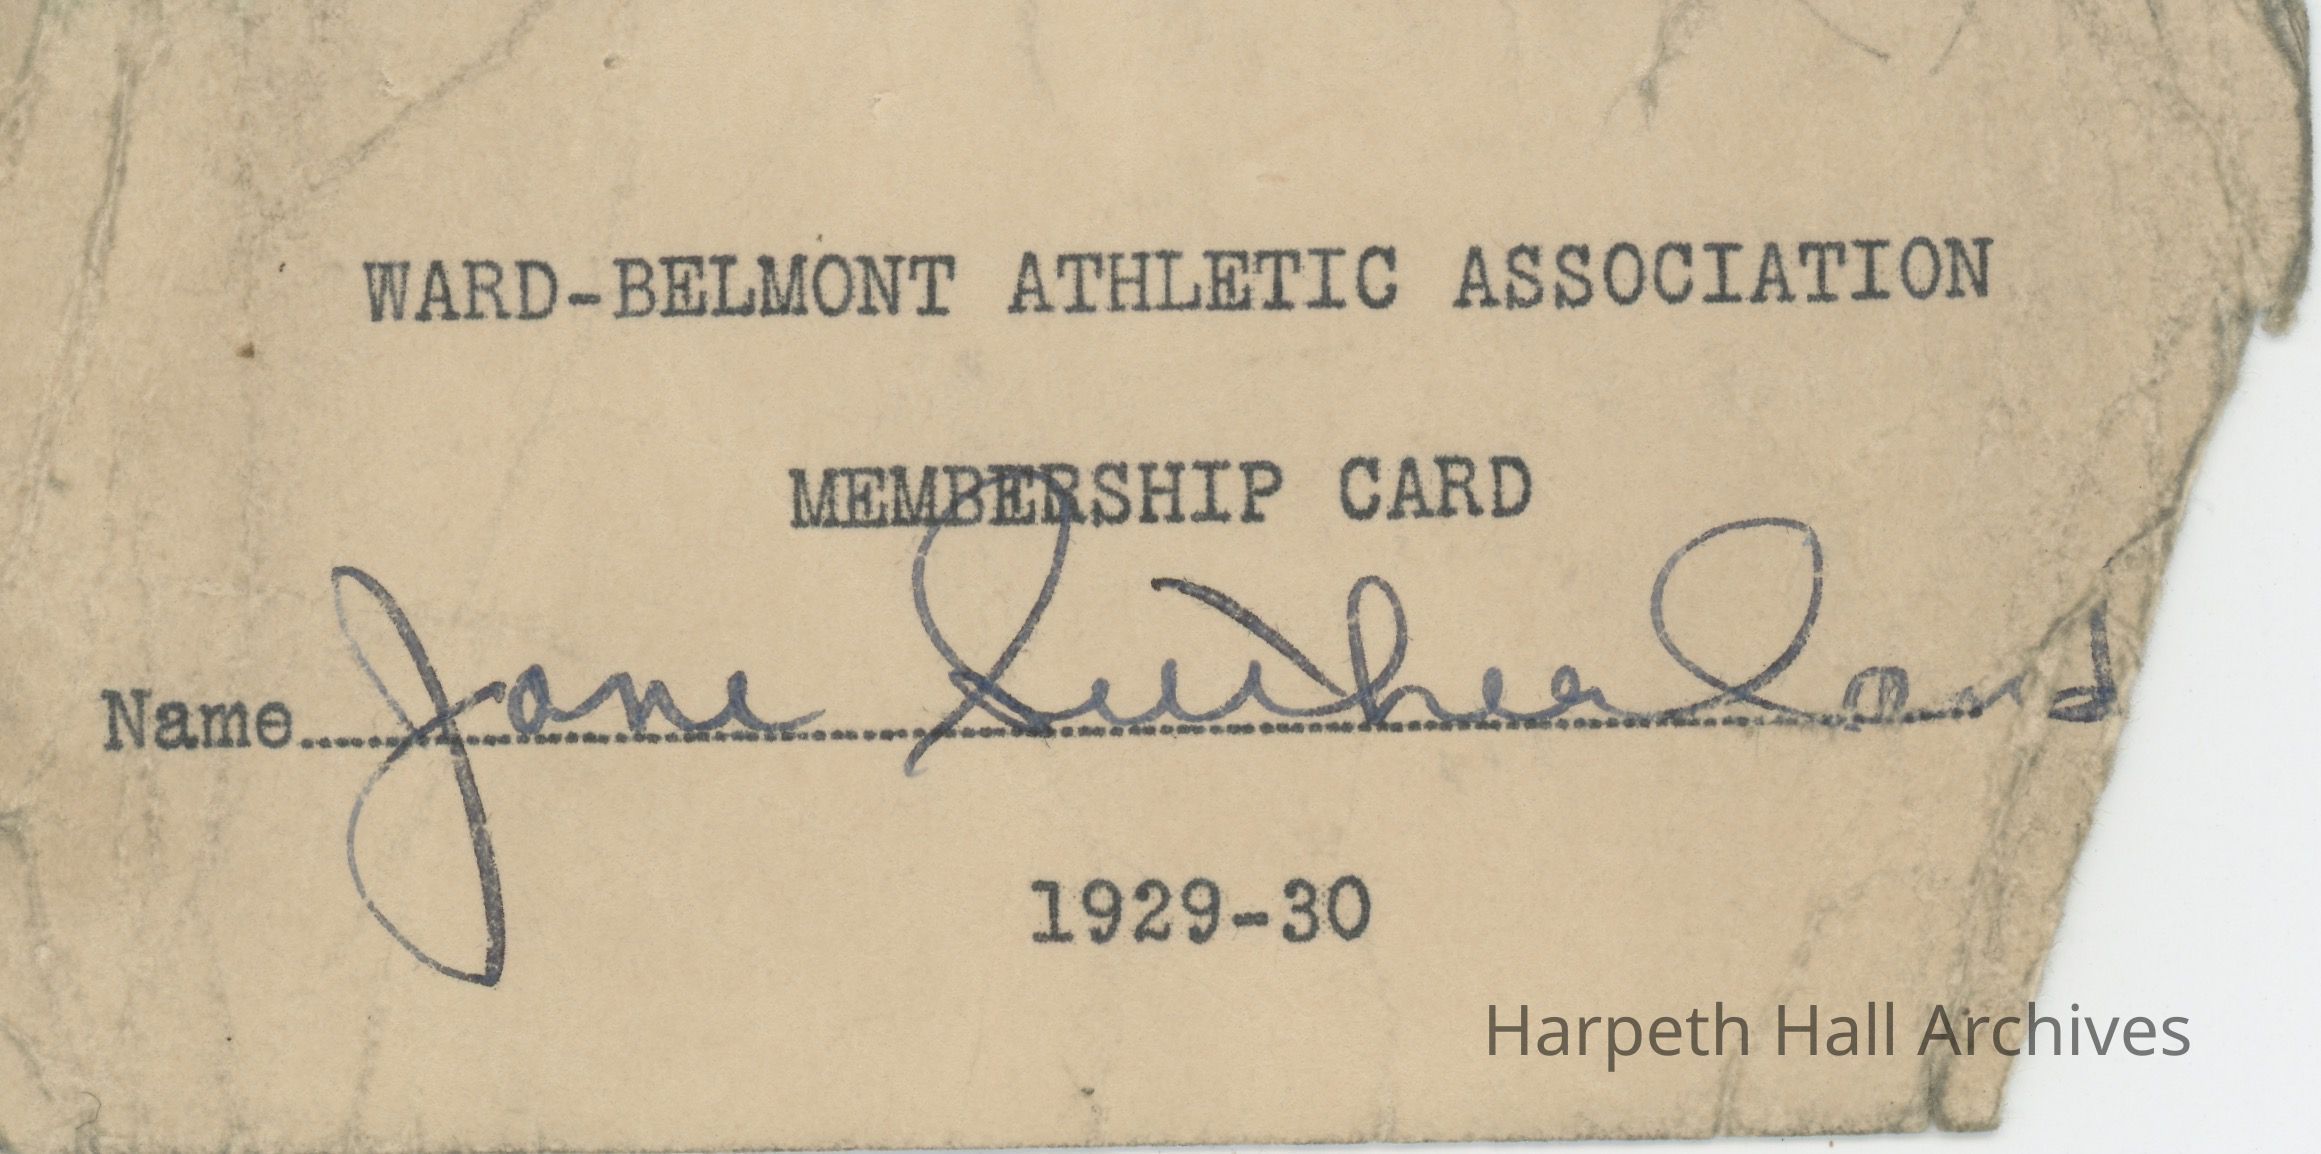 WARD-BELMONT ATHLETIC ASSOCIATION
MEMBERSHIP CARD
Name Jane Sutherland
1929-30
Harpeth Hall Archives